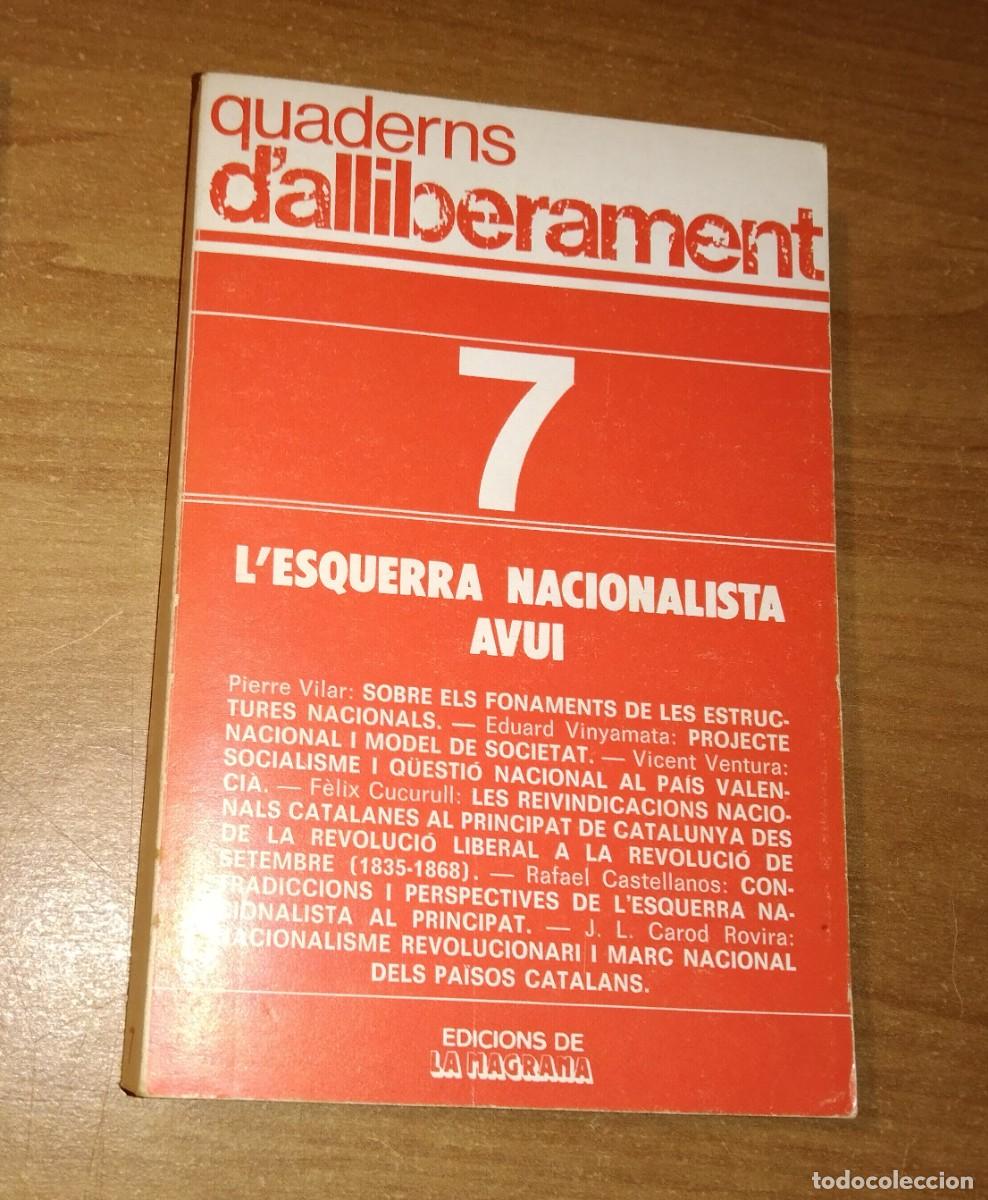 quaderns
d'alliberament
7
L'ESQUERRA NACIONALISTA
AVUI
Pierre Vilar: SOBRE ELS FONAMENTS DE LES ESTRUC-
TURES NACIONALS. — Eduard Vinyamata: PROJECTE
NACIONAL I MODEL DE SOCIETAT. — Vicent Ventura:
SOCIALISME I QÜESTIÓ NACIONAL AL PAÍS VALEN-
CIÀ. — Fèlix Cucurull: LES REIVINDICACIONS NACIO-
NALS CATALANES AL PRINCIPAT DE CATALUNYA DES
DE LA REVOLUCIÓ LIBERAL A LA REVOLUCIÓ DE
SETEMBRE (1835-1868). — Rafael Castellanos: CON-
TRADICCIONS I PERSPECTIVES DE L'ESQUERRA NA-
CIONALISTA AL PRINCIPAT. — J. L. Carod Rovira:
NACIONALISME REVOLUCIONARI I MARC NACIONAL
DELS PAÏSOS CATALANS.
EDICIONS DE
LA MAGRANA
todocoleccion